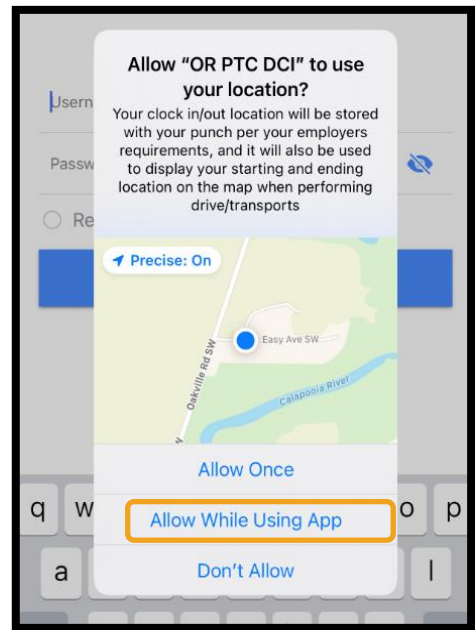 Allow “OR PTC DCI” to use
your location?
Your clock in/out location will be stored
with your punch per your employers
requirements, and it will also be used
to display your starting and ending
location on the map when performing
drive/transports
Usern
Passw
Re
Precise: On
Easy Ave SW
Oakville Rd SW
Calapooia River
Allow Once
Allow While Using App
Don’t Allow
q w o p
a l